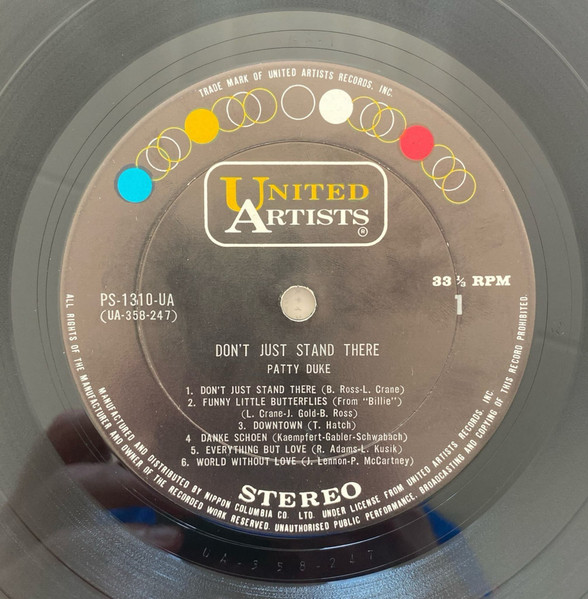 TRADE MARK OF UNITED ARTISTS RECORDS, INC.
UNITED
ARTISTS
®
33 ⅓ RPM
PS-1310-UA
1
(UA-358-247)
DON'T JUST STAND THERE
PATTY DUKE
1. DON'T JUST STAND THERE (B. Ross-L. Crane)
2. FUNNY LITTLE BUTTERFLIES (From "Billie")
(L. Crane-J. Gold-B. Ross)
3. DOWNTOWN (T. Hatch)
4 DANKE SCHOEN (Kaempfert-Gabler-Schwabach)
5. EVERYTHING BUT LOVE (R. Adams-L. Kusik)
6. WORLD WITHOUT LOVE (J. Lennon-P. McCartney)
STEREO
MANUFACTURED AND DISTRIBUTED BY NIPPON COLUMBIA CO. LTD. UNDER LICENSE FROM UNITED ARTISTS RECORDS, INC.
ALL RIGHTS OF THE MANUFACTURER AND OWNER OF THE RECORDED WORK RESERVED. UNAUTHORISED PUBLIC PERFORMANCE. BROADCASTING AND COPYING OF THIS RECORD PROHIBITED.
UA-358-247